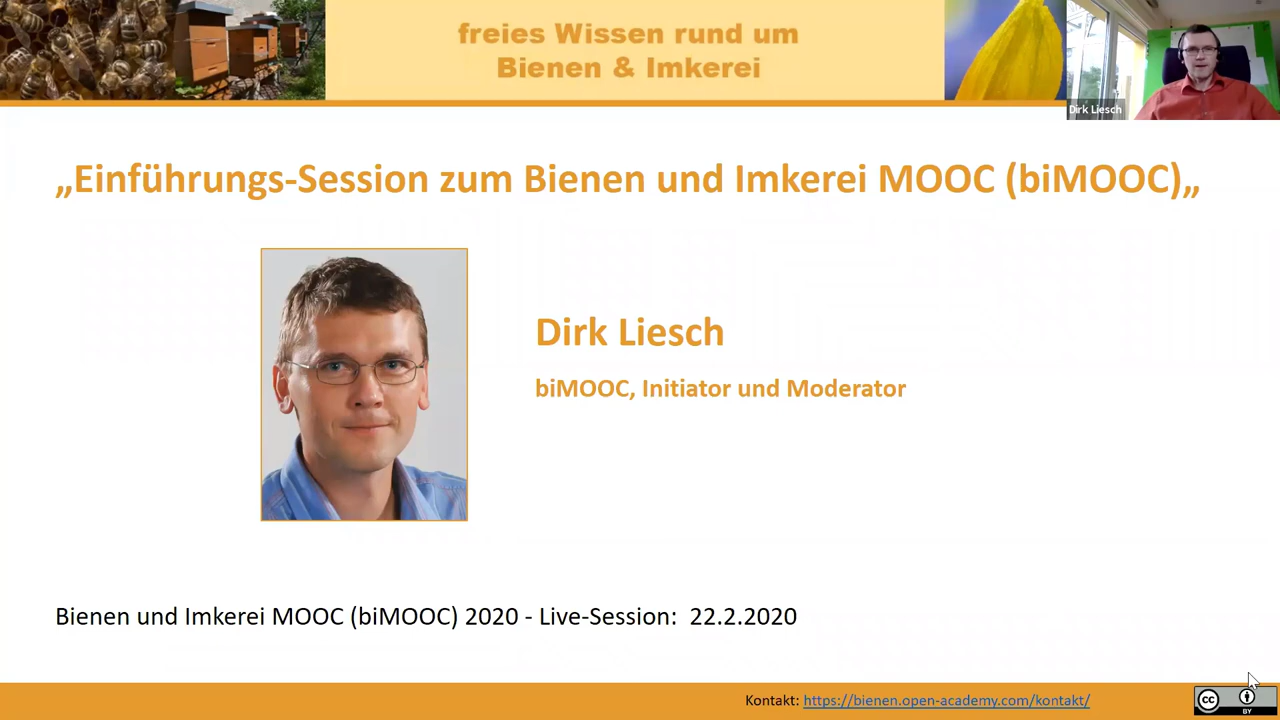 freies Wissen rund um
Bienen & Imkerei
Dirk Liesch
„Einführungs-Session zum Bienen und Imkerei MOOC (biMOOC)„
Dirk Liesch
biMOOC, Initiator und Moderator
Bienen und Imkerei MOOC (biMOOC) 2020 - Live-Session: 22.2.2020
Kontakt: https://bienen.open-academy.com/kontakt/
cc
BY